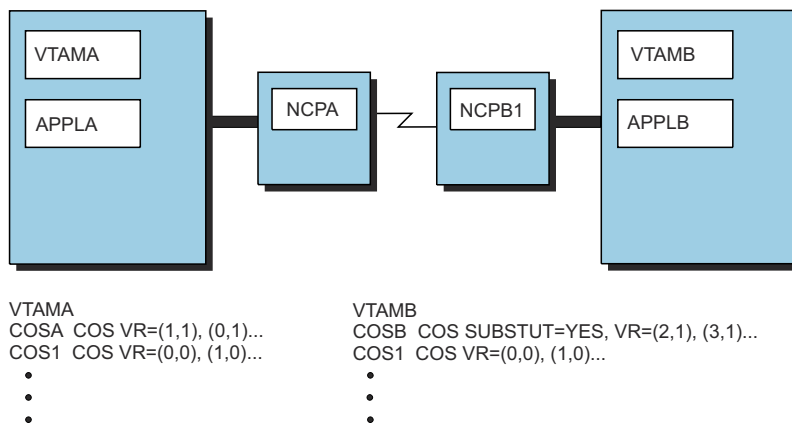 VTAMA
APPLA
NCPA
NCPB1
VTAMB
APPLB
VTAMA
COSA COS VR=(1,1), (0,1)...
COS1 COS VR=(0,0), (1,0)...
VTAMB
COSB COS SUBSTUT=YES, VR=(2,1), (3,1)...
COS1 COS VR=(0,0), (1,0)...